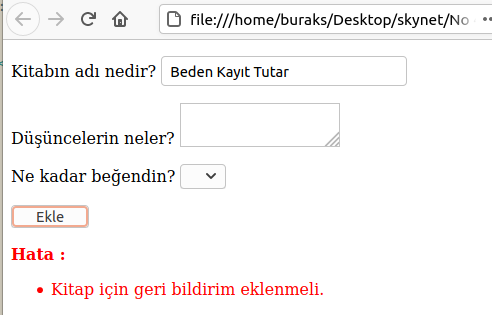 file:///home/buraks/Desktop/skynet/No
Kitabın adı nedir? Beden Kayıt Tutar
Düşüncelerin neler?
Ne kadar beğendin?
Ekle
Hata :
• Kitap için geri bildirim eklenmeli.